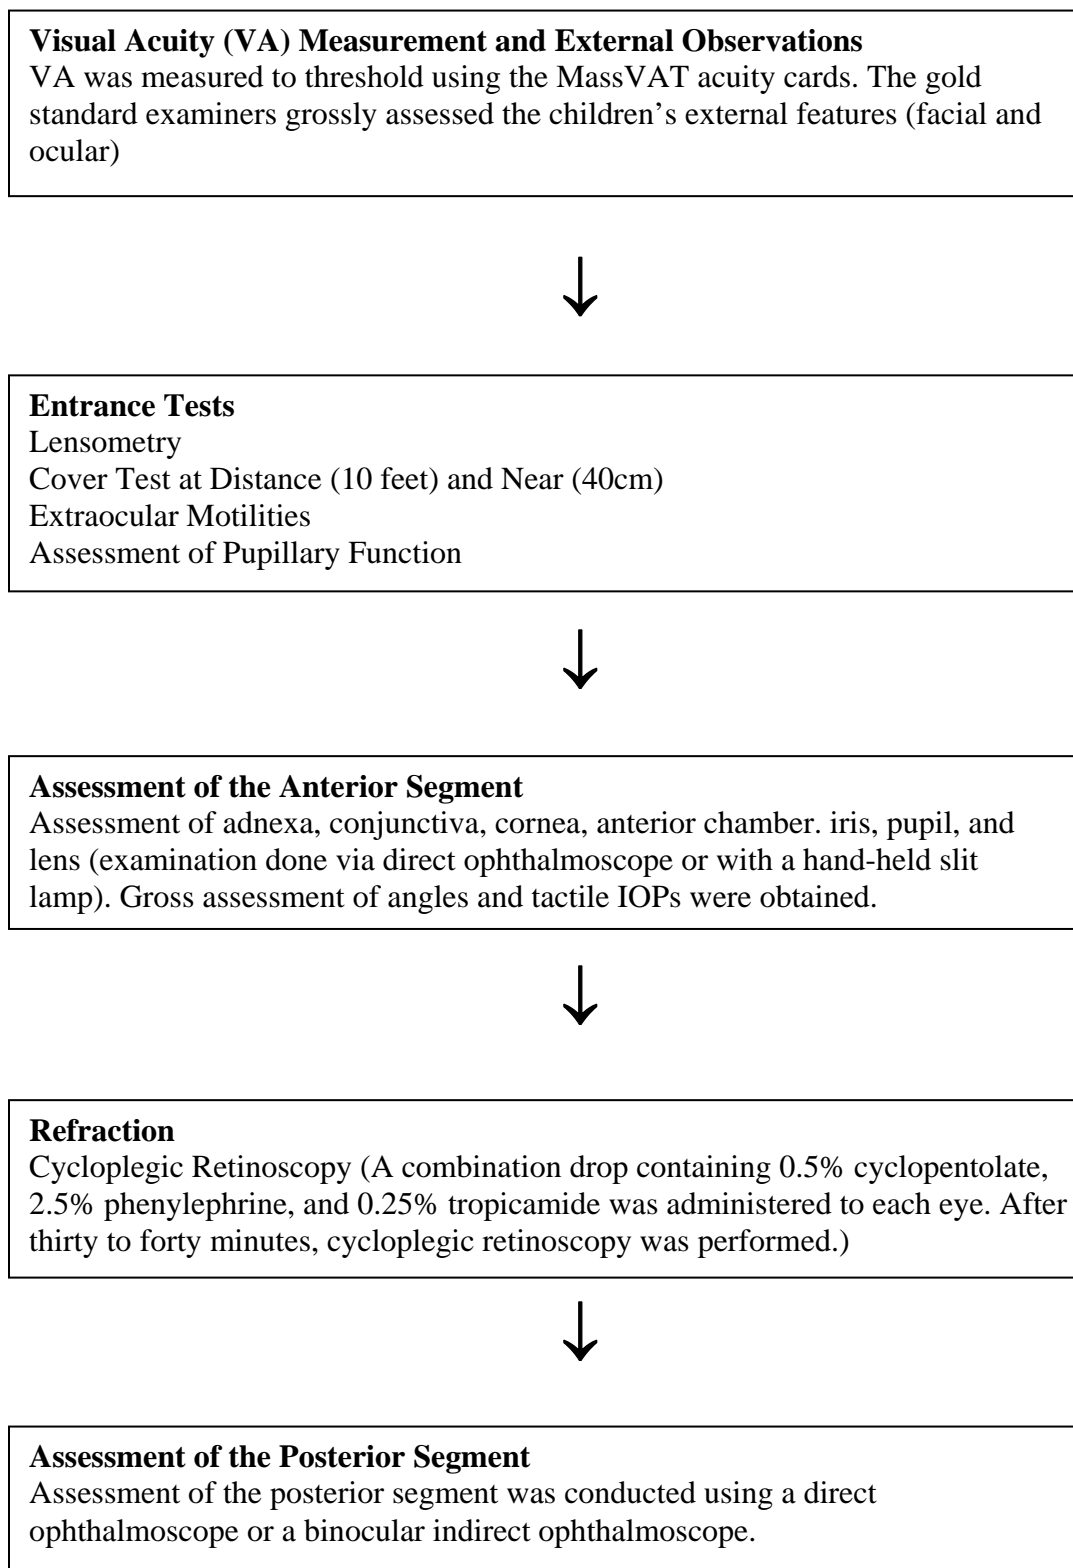 Visual Acuity (VA) Measurement and External Observations
VA was measured to threshold using the MassVAT acuity cards. The gold
standard examiners grossly assessed the children’s external features (facial and
ocular)
Entrance Tests
Lensometry
Cover Test at Distance (10 feet) and Near (40cm)
Extraocular Motilities
Assessment of Pupillary Function
Assessment of the Anterior Segment
Assessment of adnexa, conjunctiva, cornea, anterior chamber. iris, pupil, and
lens (examination done via direct ophthalmoscope or with a hand-held slit
lamp). Gross assessment of angles and tactile IOPs were obtained.
Refraction
Cycloplegic Retinoscopy (A combination drop containing 0.5% cyclopentolate,
2.5% phenylephrine, and 0.25% tropicamide was administered to each eye. After
thirty to forty minutes, cycloplegic retinoscopy was performed.)
Assessment of the Posterior Segment
Assessment of the posterior segment was conducted using a direct
ophthalmoscope or a binocular indirect ophthalmoscope.